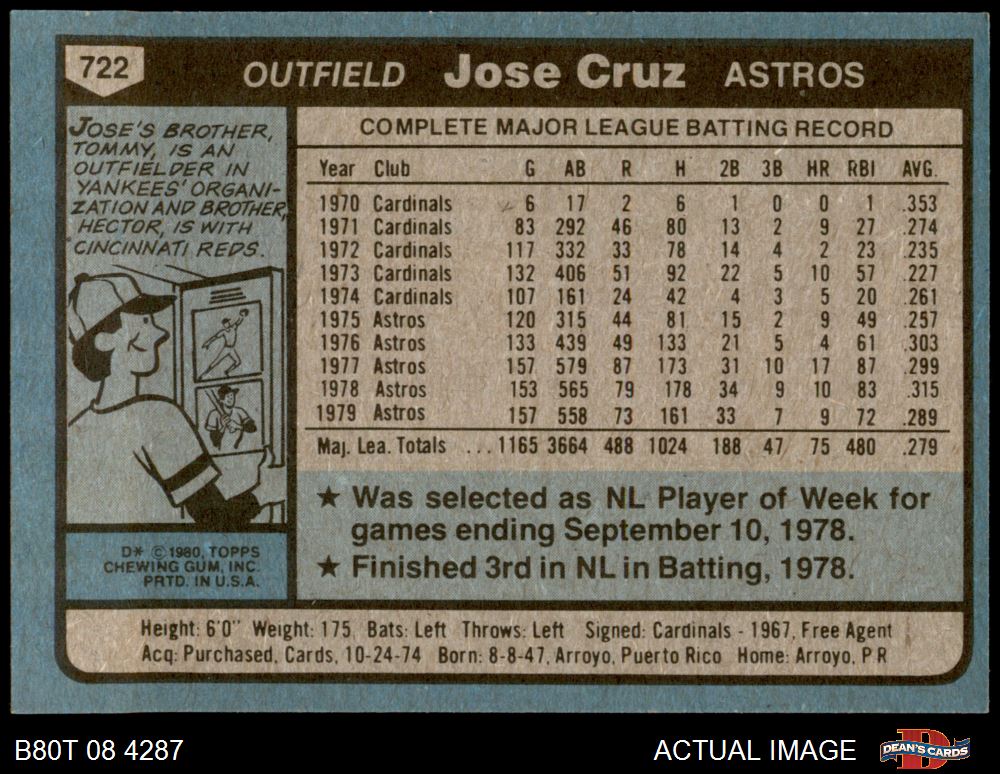 722 OUTFIELD Jose Cruz ASTROS
JOSE'S BROTHER,
TOMMY, IS AN
OUTFIELDER IN
YANKEES' ORGANI-
ZATION AND BROTHER,
HECTOR, IS WITH
CINCINNATI REDS.
D* © 1980, TOPPS
CHEWING GUM, INC.
PRTD. IN U.S.A.
COMPLETE MAJOR LEAGUE BATTING RECORD
Year Club G AB R H 2B 3B HR RBI AVG.
1970 Cardinals 6 17 2 6 1 0 0 1 .353
1971 Cardinals 83 292 46 80 13 2 9 27 .274
1972 Cardinals 117 332 33 78 14 4 2 23 .235
1973 Cardinals 132 406 51 92 22 5 10 57 .227
1974 Cardinals 107 161 24 42 4 3 5 20 .261
1975 Astros 120 315 44 81 15 2 9 49 .257
1976 Astros 133 439 49 133 21 5 4 61 .303
1977 Astros 157 579 87 173 31 10 17 87 .299
1978 Astros 153 565 79 178 34 9 10 83 .315
1979 Astros 157 558 73 161 33 7 9 72 .289
Maj. Lea. Totals ... 1165 3664 488 1024 188 47 75 480 .279
★ Was selected as NL Player of Week for
games ending September 10, 1978.
★ Finished 3rd in NL in Batting, 1978.
Height: 6'0" Weight: 175 Bats: Left Throws: Left Signed: Cardinals - 1967, Free Agent
Acq: Purchased, Cards, 10-24-74 Born: 8-8-47, Arroyo, Puerto Rico Home: Arroyo, P R
B80T 08 4287 ACTUAL IMAGE DEAN'S CARDS